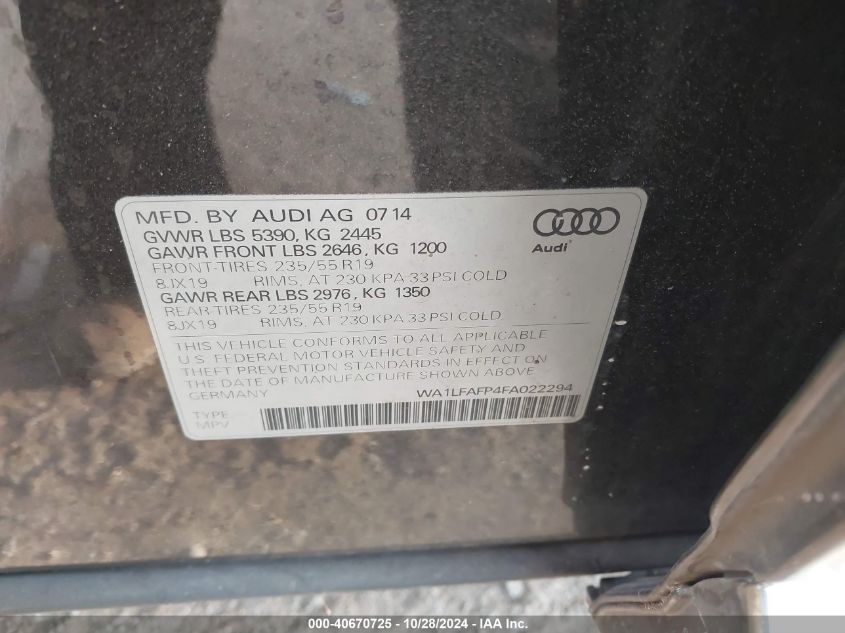 MFD. BY AUDI AG 0714
GVWR LBS 5390, KG 2445
GAWR FRONT LBS 2646, KG 1200
FRONT-TIRES 235/55 R19
8JX19 RIMS, AT 230 KPA 33 PSI COLD
GAWR REAR LBS 2976, KG 1350
REAR-TIRES 235/55 R19
8JX19 RIMS, AT 230 KPA 33 PSI COLD
Audi
THIS VEHICLE CONFORMS TO ALL APPLICABLE
U.S. FEDERAL MOTOR VEHICLE SAFETY AND
THEFT PREVENTION STANDARDS IN EFFECT ON
THE DATE OF MANUFACTURE SHOWN ABOVE
GERMANY WA1LFAFP4FA022294
TYPE
MPV
000-40670725 - 10/28/2024 - IAA Inc.